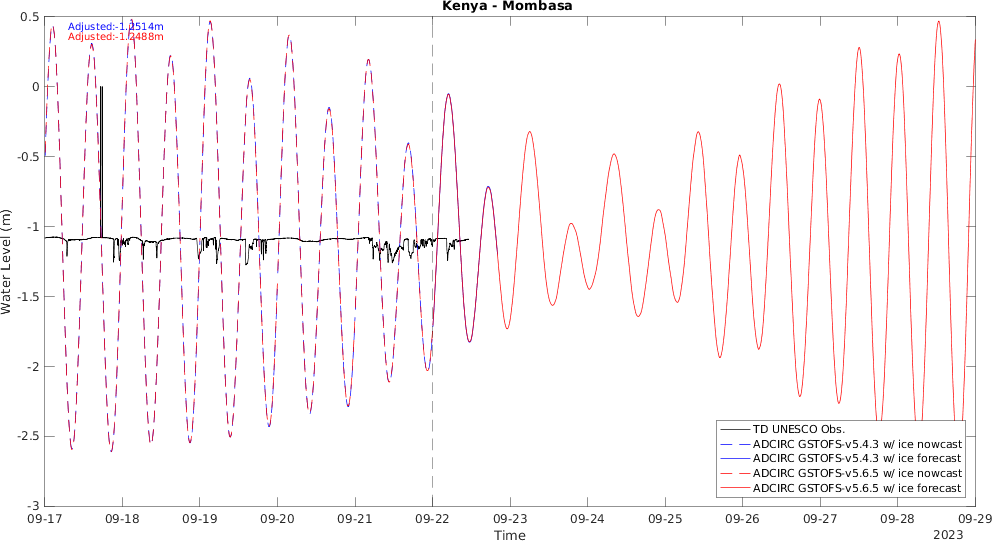 Kenya - Mombasa
Adjusted:-1.2514m
Adjusted:-1.2488m
0.5
0
-0.5
-1
-1.5
-2
-2.5
-3
Water Level (m)
TD UNESCO Obs.
ADCIRC GSTOFS-v5.4.3 w/ ice nowcast
ADCIRC GSTOFS-v5.4.3 w/ ice forecast
ADCIRC GSTOFS-v5.6.5 w/ ice nowcast
ADCIRC GSTOFS-v5.6.5 w/ ice forecast
09-17 09-18 09-19 09-20 09-21 09-22 09-23 09-24 09-25 09-26 09-27 09-28 09-29
Time
2023